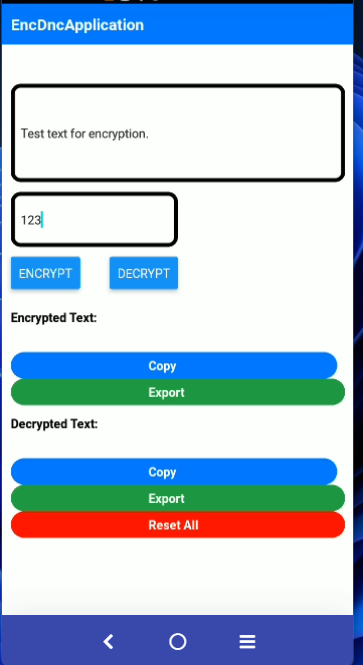 EncDncApplication
Test text for encryption.
123
ENCRYPT DECRYPT
Encrypted Text:
Copy
Export
Decrypted Text:
Copy
Export
Reset All